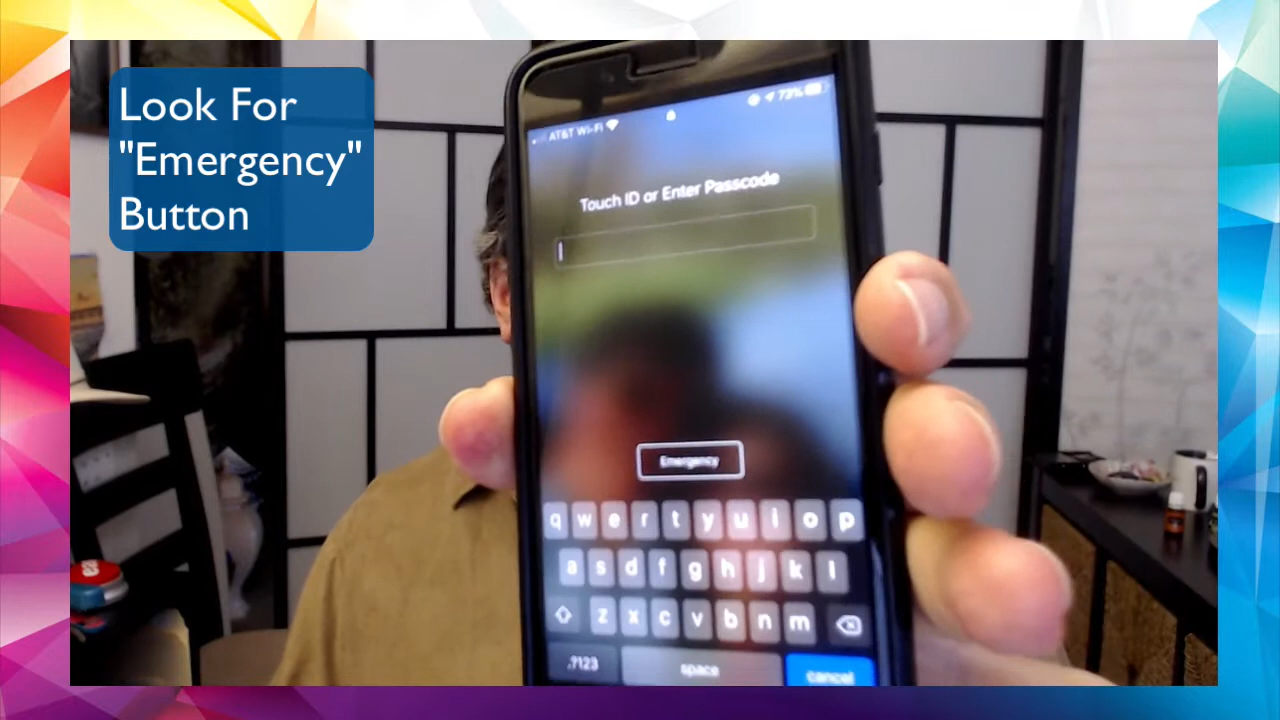 Look For
"Emergency"
Button
AT&T Wi-Fi
73%
Touch ID or Enter Passcode
Emergency
q w e r t y u i o p
a s d f g h j k l
z x c v b n m
.?123 space cancel